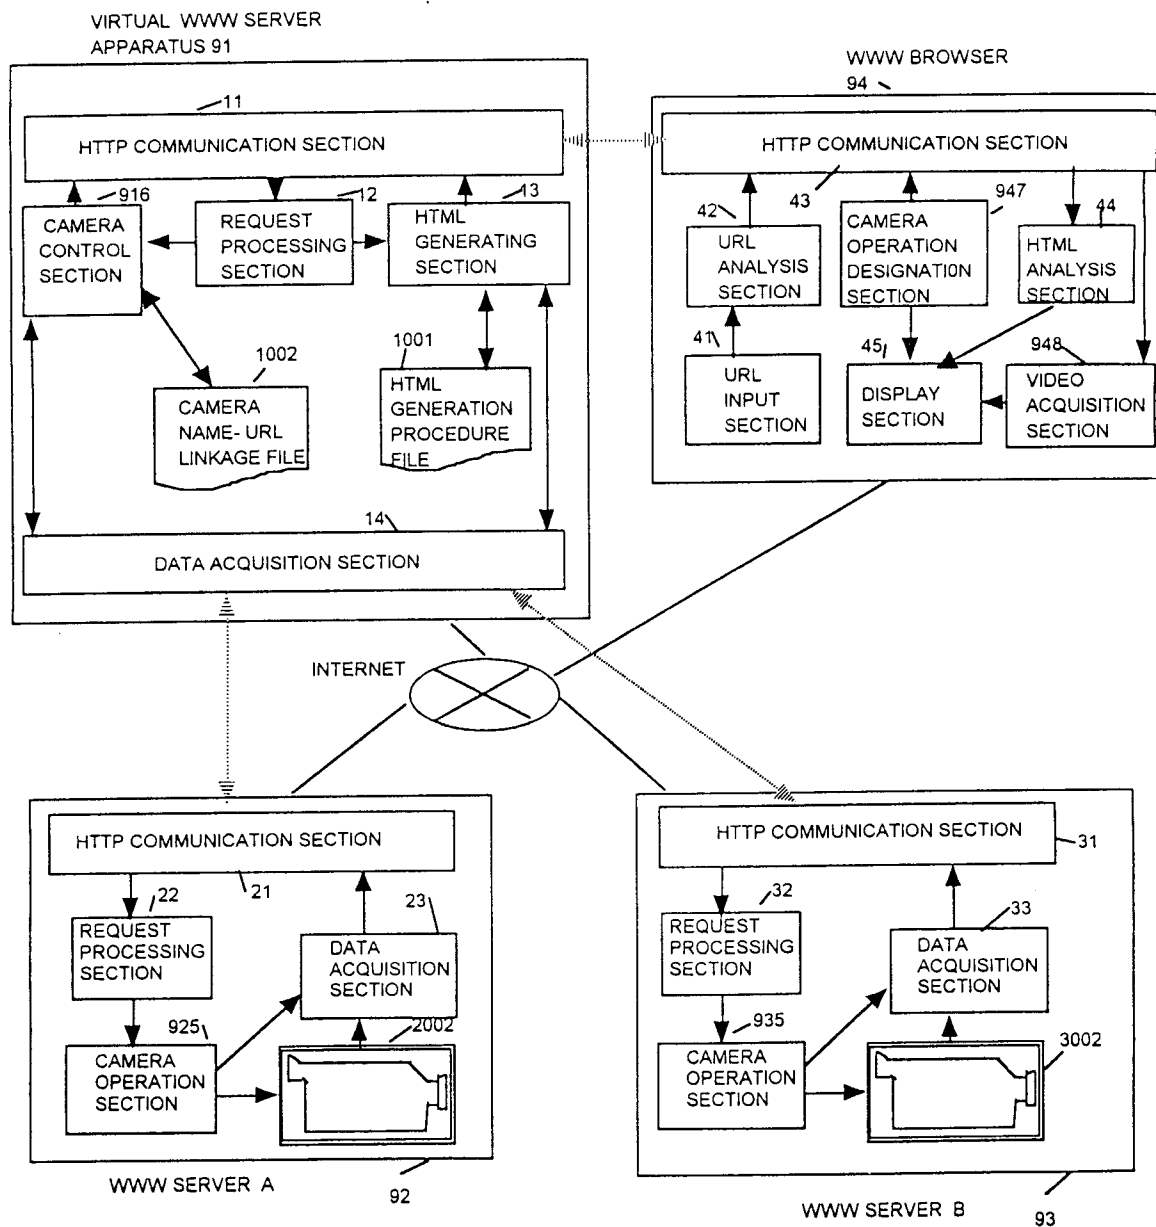 VIRTUAL WWW SERVER
APPARATUS 91
11
HTTP COMMUNICATION SECTION
916
CAMERA
CONTROL
SECTION
12
REQUEST
PROCESSING
SECTION
13
HTML
GENERATING
SECTION
1002
CAMERA
NAME- URL
LINKAGE FILE
1001
HTML
GENERATION
PROCEDURE
FILE
14
DATA ACQUISITION SECTION
WWW BROWSER
94
HTTP COMMUNICATION SECTION
43
42
URL
ANALYSIS
SECTION
947
CAMERA
OPERATION
DESIGNATION
SECTION
44
HTML
ANALYSIS
SECTION
41
URL
INPUT
SECTION
45
DISPLAY
SECTION
948
VIDEO
ACQUISITION
SECTION
INTERNET
HTTP COMMUNICATION SECTION
21
22
REQUEST
PROCESSING
SECTION
23
DATA
ACQUISITION
SECTION
925
CAMERA
OPERATION
SECTION
2002
WWW SERVER A
92
HTTP COMMUNICATION SECTION
31
32
REQUEST
PROCESSING
SECTION
33
DATA
ACQUISITION
SECTION
935
CAMERA
OPERATION
SECTION
3002
WWW SERVER B
93